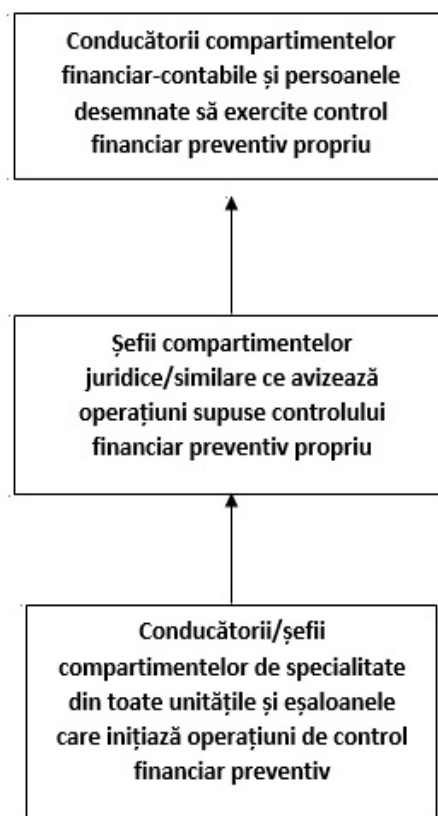 Conducătorii compartimentelor
financiar-contabile și persoanele
desemnate să exercite control
financiar preventiv propriu
Șefii compartimentelor
juridice/similare ce avizează
operațiuni supuse controlului
financiar preventiv propriu
Conducătorii/șefii
compartimentelor de specialitate
din toate unitățile și eșaloanele
care inițiază operațiuni de control
financiar preventiv